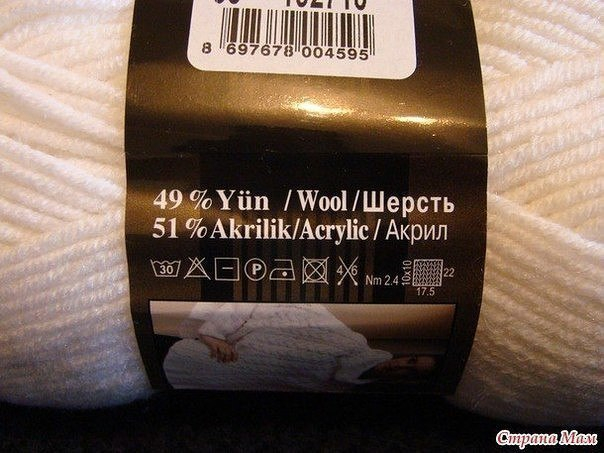 8 697678 004595
49 % Yün / Wool / Шерсть
51 % Akrilik/Acrylic / Акрил
30 P 4 6 Nm 2.4 10x10 22
17.5
Страна Мам